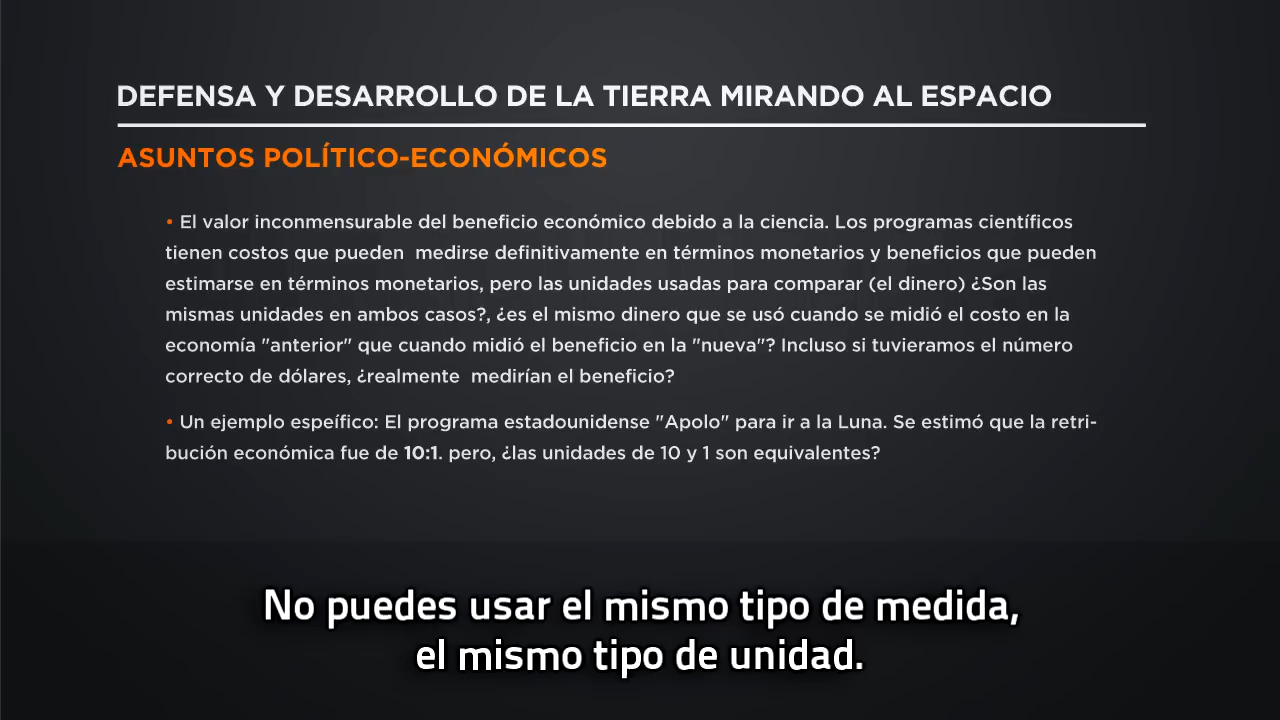 DEFENSA Y DESARROLLO DE LA TIERRA MIRANDO AL ESPACIO
ASUNTOS POLÍTICO-ECONÓMICOS
• El valor inconmensurable del beneficio económico debido a la ciencia. Los programas científicos
tienen costos que pueden  medirse definitivamente en términos monetarios y beneficios que pueden
estimarse en términos monetarios, pero las unidades usadas para comparar (el dinero) ¿Son las
mismas unidades en ambos casos?, ¿es el mismo dinero que se usó cuando se midió el costo en la
economía "anterior" que cuando midió el beneficio en la "nueva"? Incluso si tuvieramos el número
correcto de dólares, ¿realmente  medirían el beneficio?
• Un ejemplo espeífico: El programa estadounidense "Apolo" para ir a la Luna. Se estimó que la retri-
bución económica fue de 10:1. pero, ¿las unidades de 10 y 1 son equivalentes?
No puedes usar el mismo tipo de medida,
el mismo tipo de unidad.